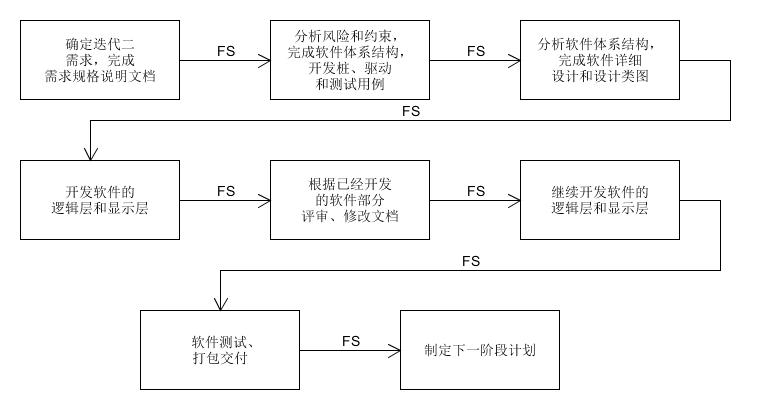 确定迭代二
需求，完成
需求规格说明文档
FS
分析风险和约束，
完成软件体系结构，
开发桩、驱动
和测试用例
FS
分析软件体系结构，
完成软件详细
设计和设计类图
FS
开发软件的
逻辑层和显示层
FS
根据已经开发
的软件部分
评审、修改文档
FS
继续开发软件的
逻辑层和显示层
FS
软件测试、
打包交付
FS
制定下一阶段计划